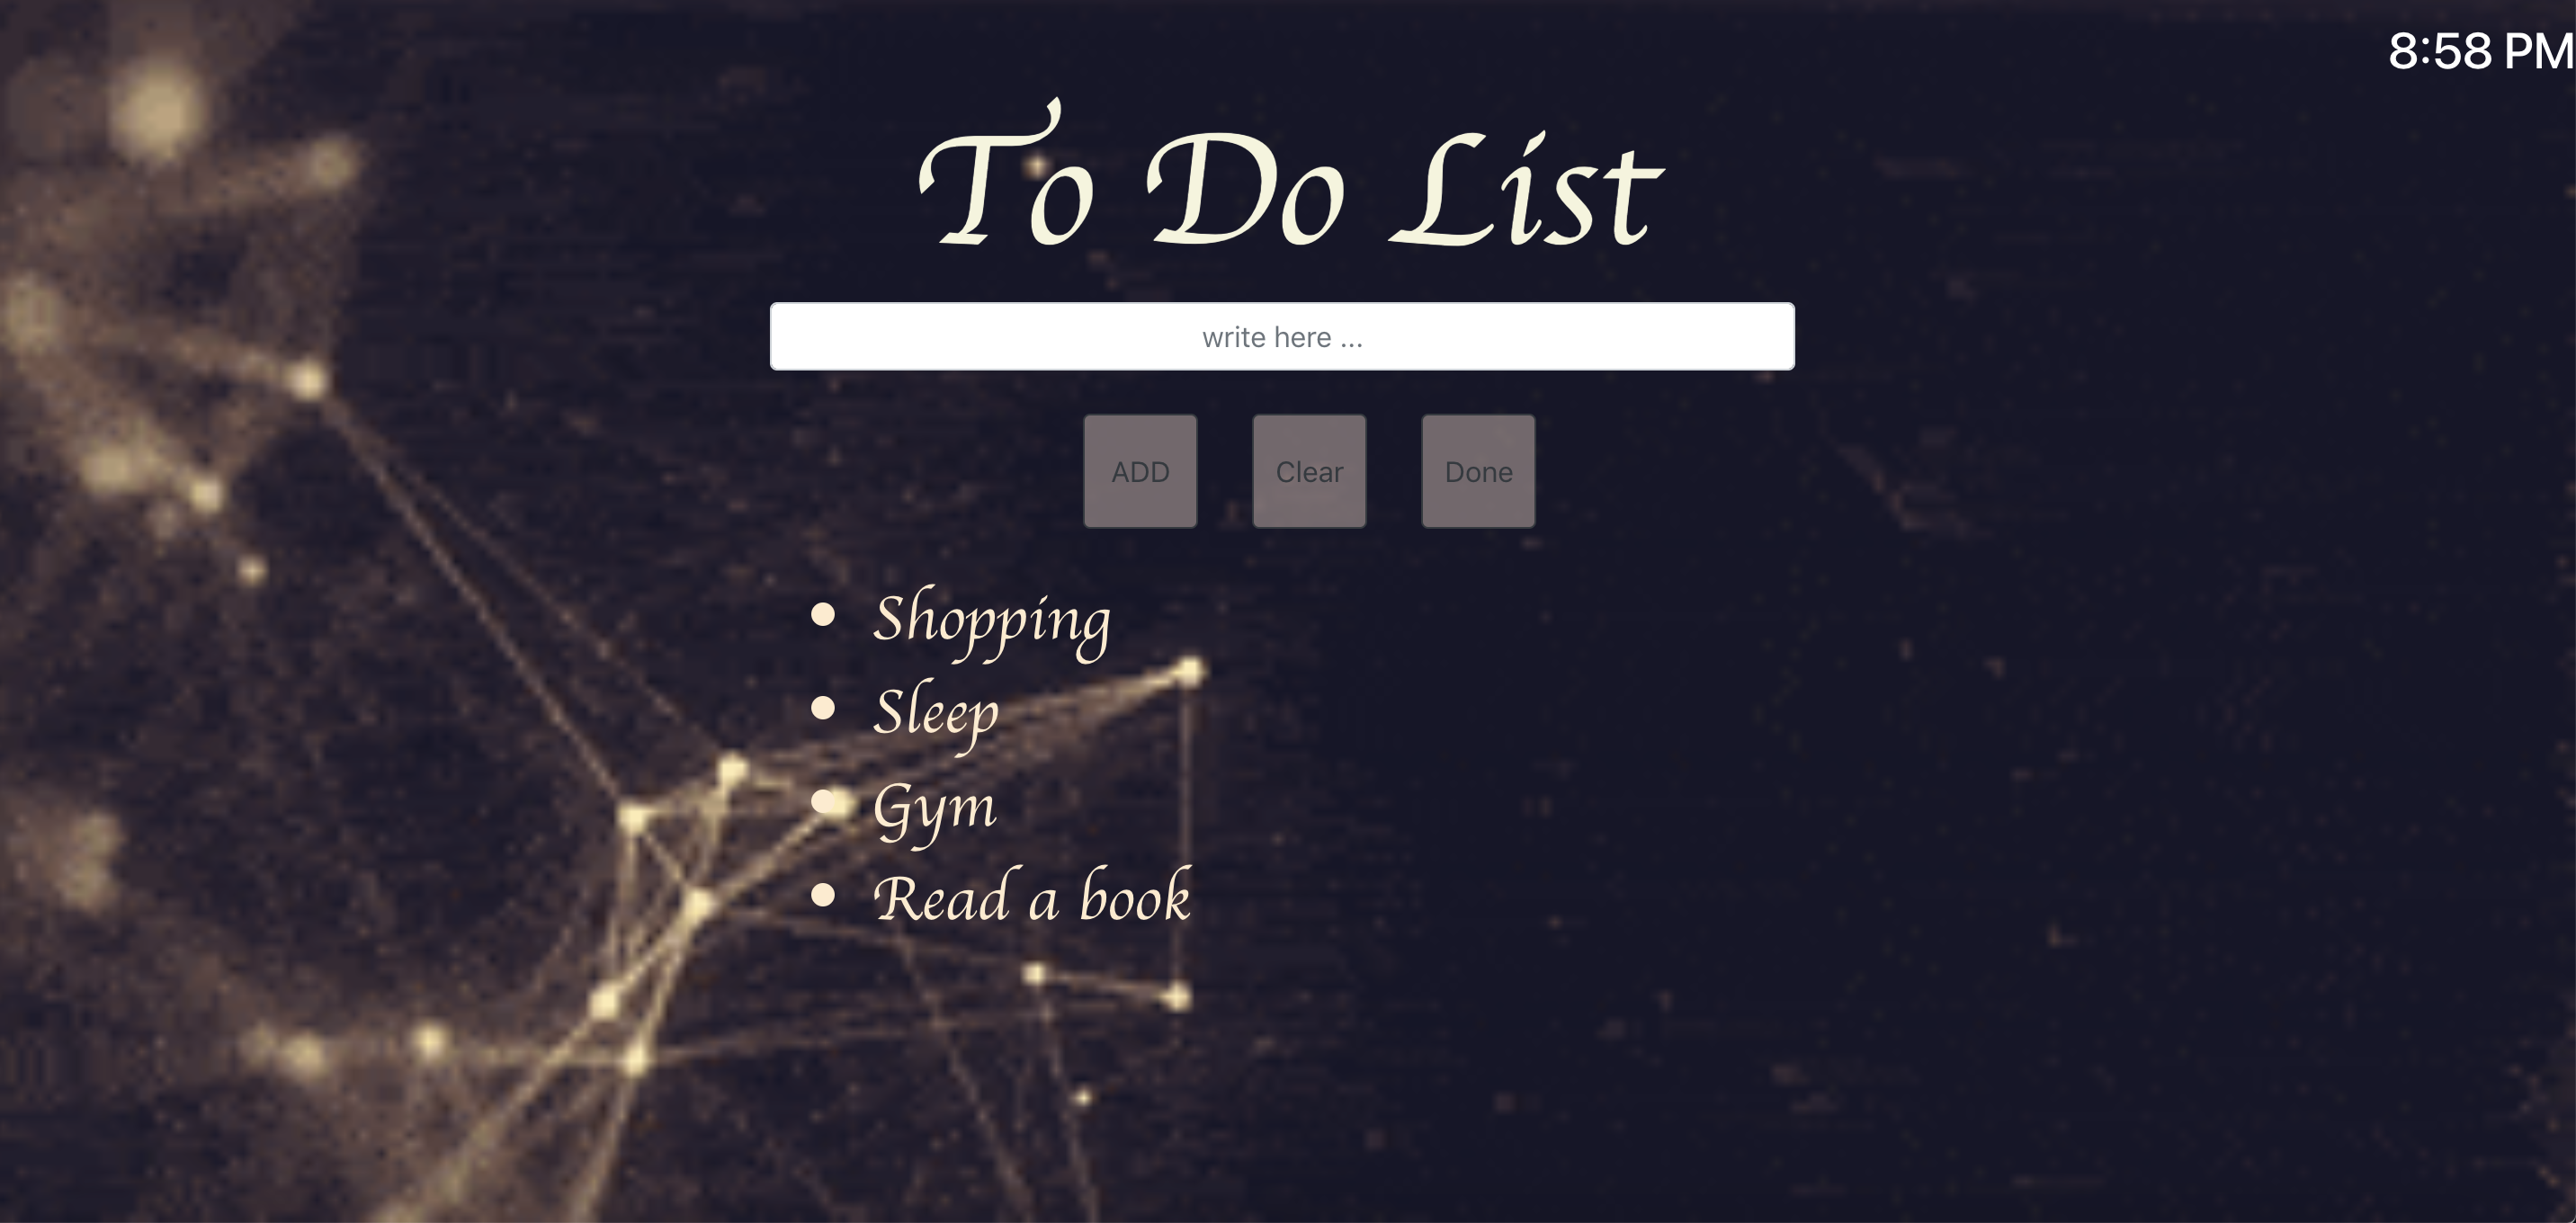 8:58 PM
To Do List
write here ...
ADD Clear Done
Shopping
Sleep
Gym
Read a book